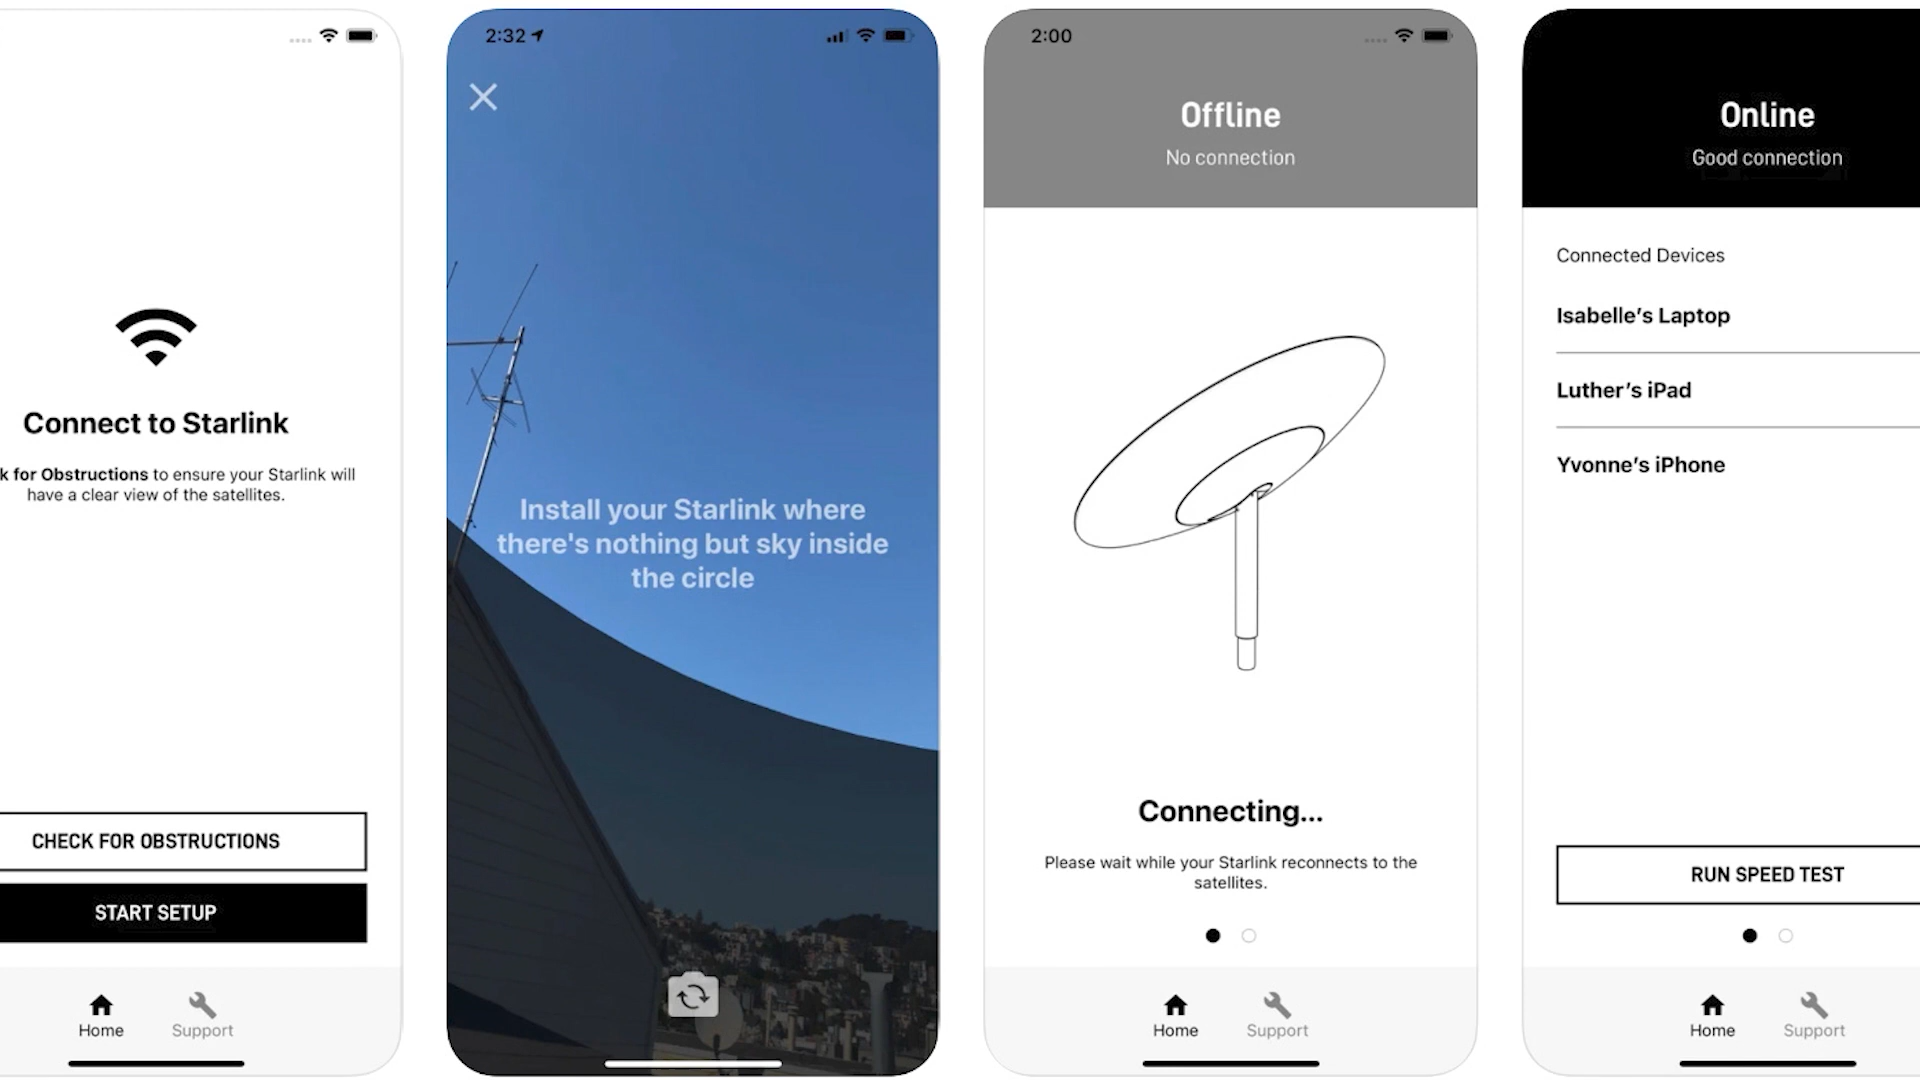 Connect to Starlink
k for Obstructions to ensure your Starlink will
have a clear view of the satellites.
CHECK FOR OBSTRUCTIONS
START SETUP
Home
Support
2:32
Install your Starlink where
there's nothing but sky inside
the circle
2:00
Offline
No connection
Connecting...
Please wait while your Starlink reconnects to the
satellites.
Home
Support
Online
Good connection
Connected Devices
Isabelle’s Laptop
Luther’s iPad
Yvonne’s iPhone
RUN SPEED TEST
Home
Support